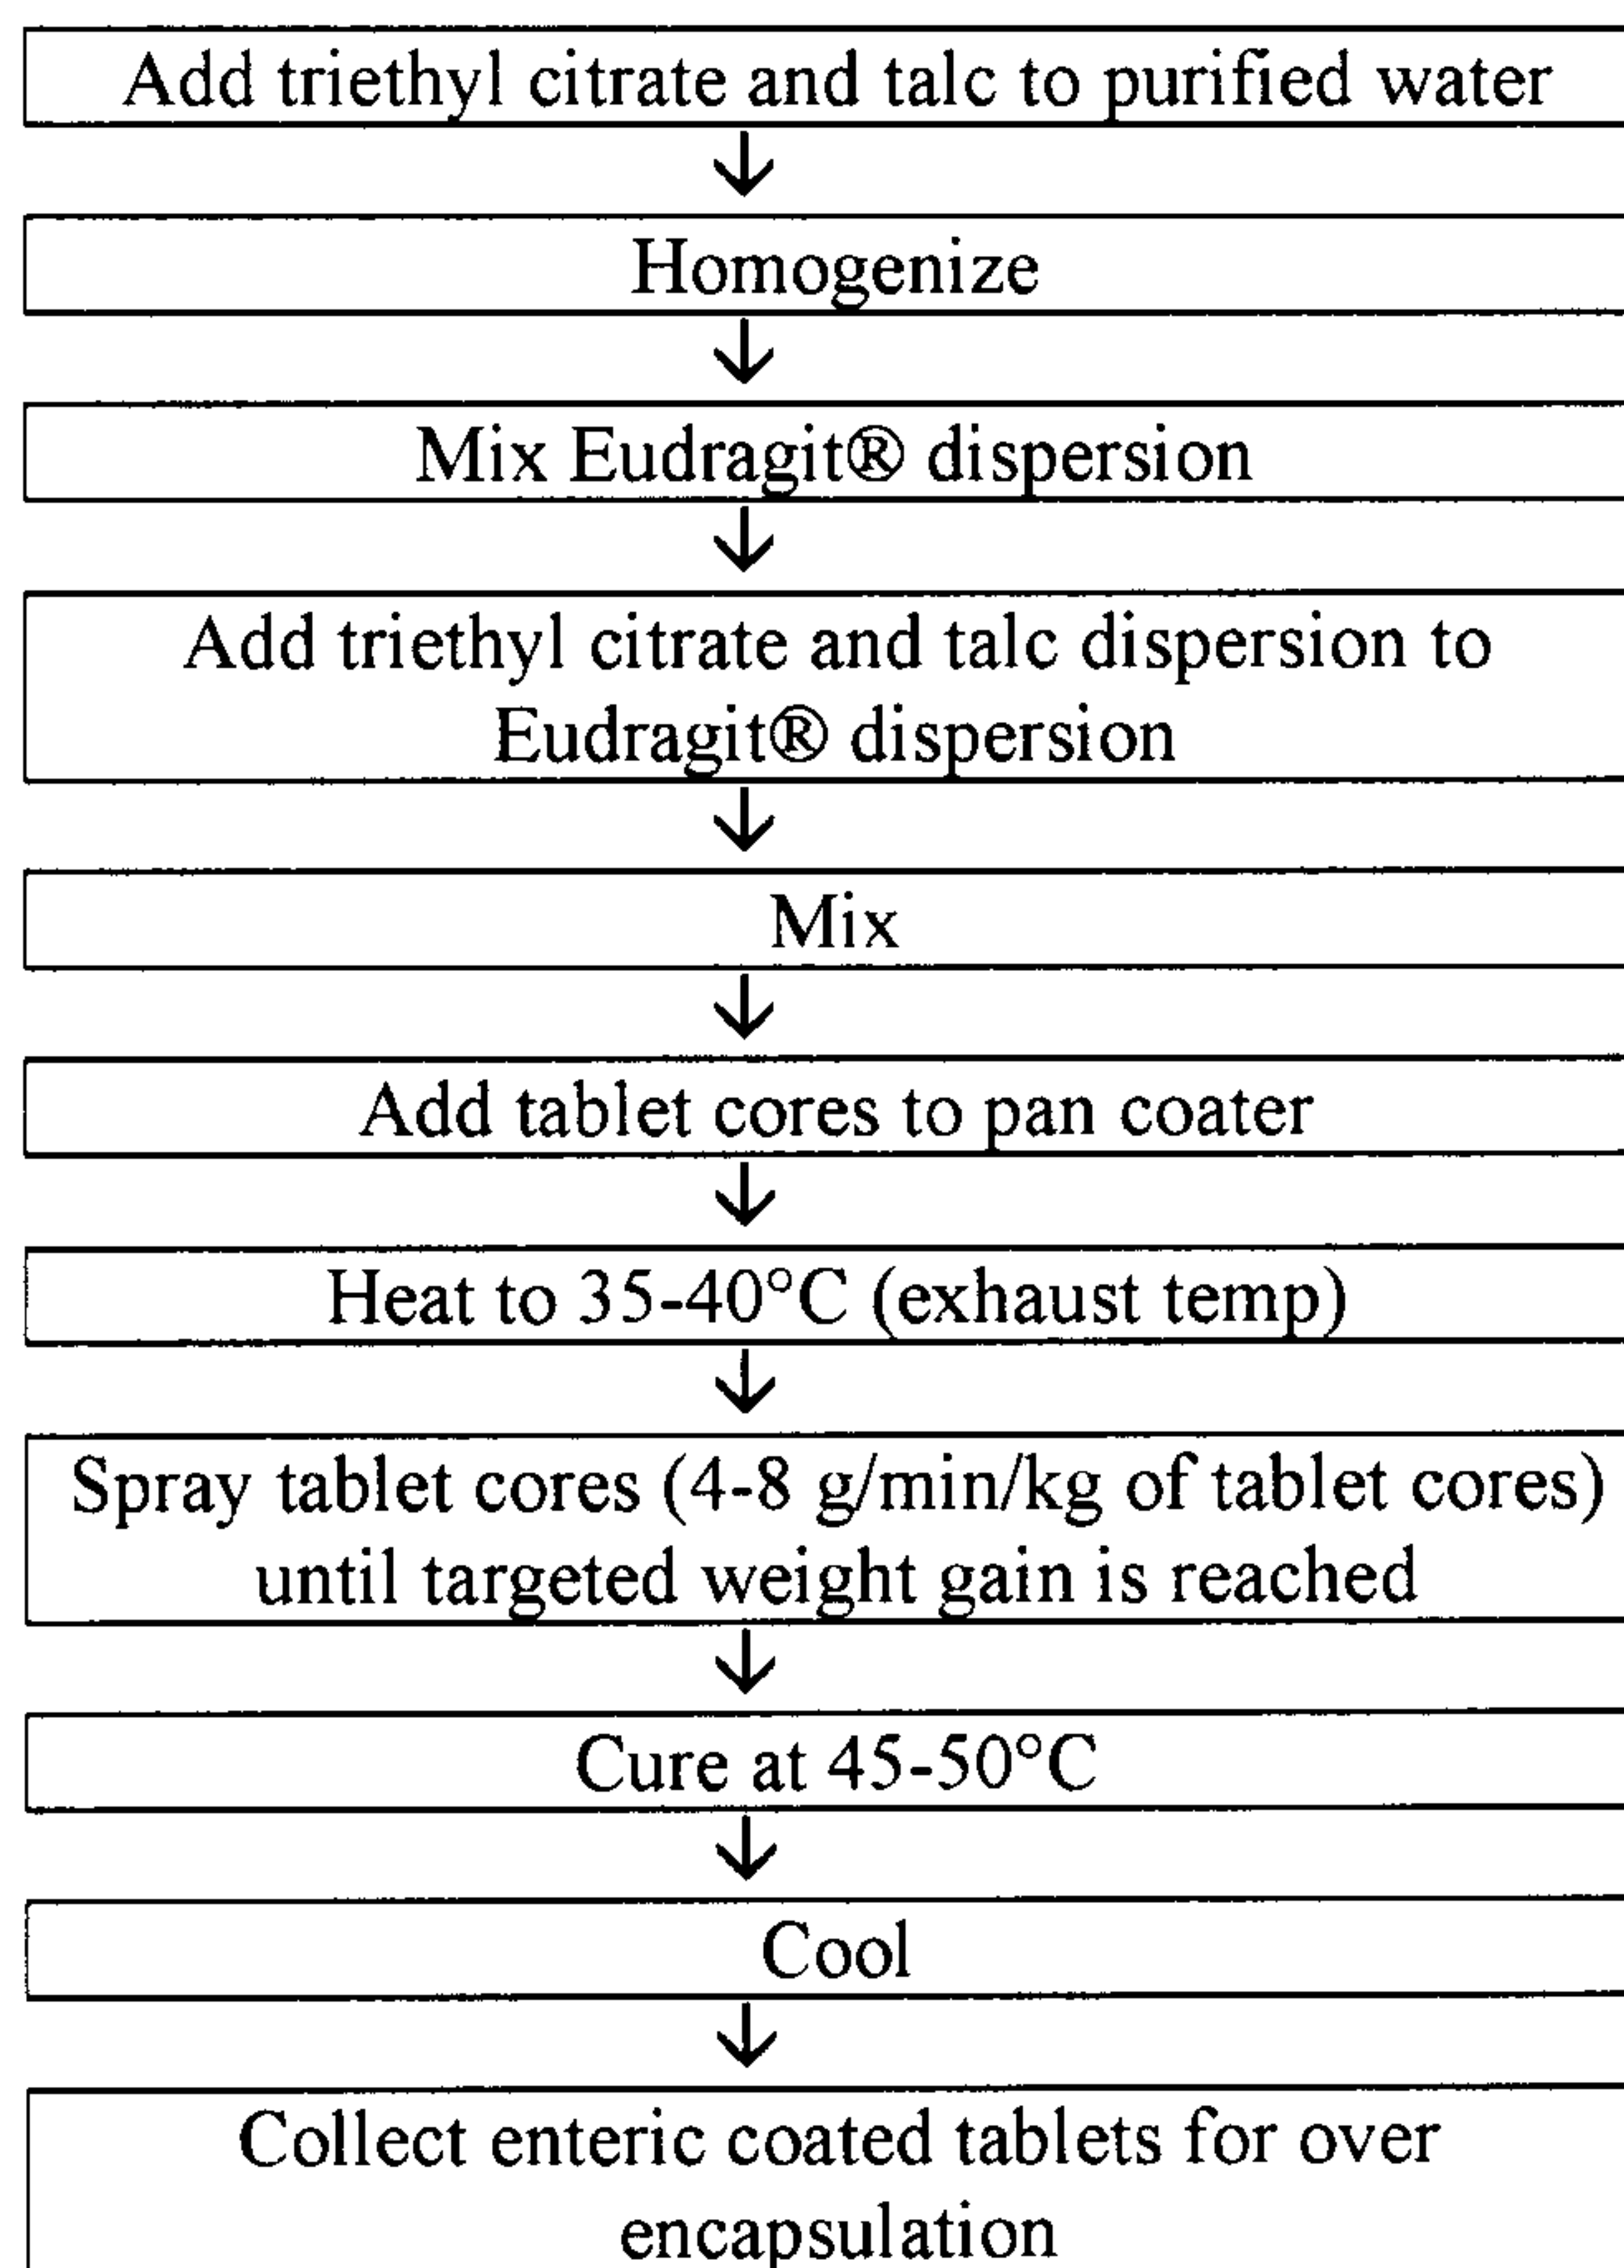 Add triethyl citrate and talc to purified water
Homogenize
Mix Eudragit® dispersion
Add triethyl citrate and talc dispersion to
Eudragit® dispersion
Mix
Add tablet cores to pan coater
Heat to 35-40°C (exhaust temp)
Spray tablet cores (4-8 g/min/kg of tablet cores)
until targeted weight gain is reached
Cure at 45-50°C
Cool
Collect enteric coated tablets for over
encapsulation